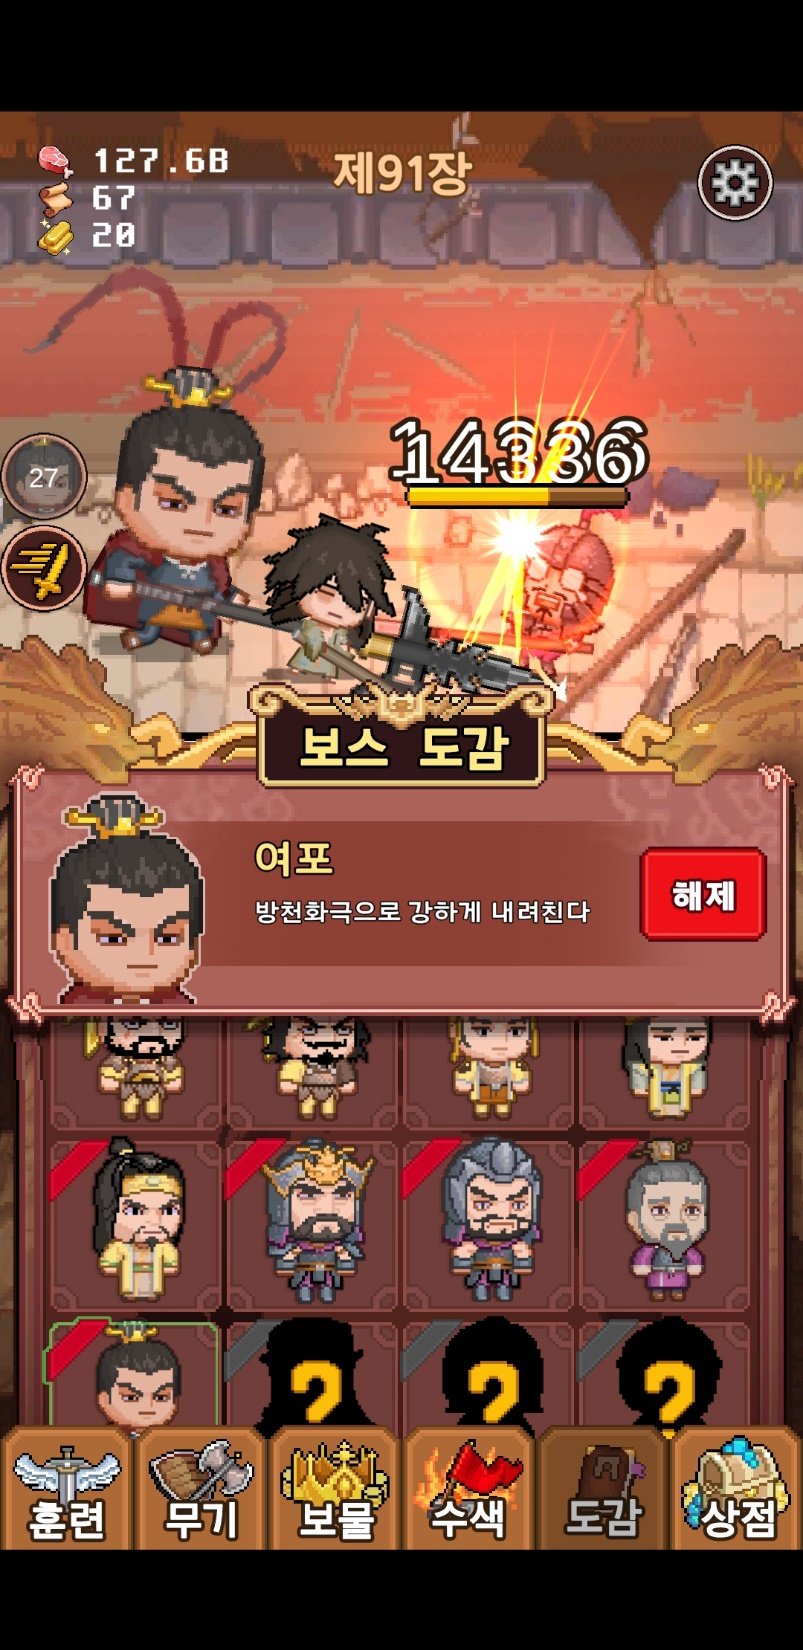 127.6B
제91장
67
20
27
보스 도감
여포
방천화극으로 강하게 내려친다
해제
?
?
?
훈련
무기
보물
수색
도감
상점